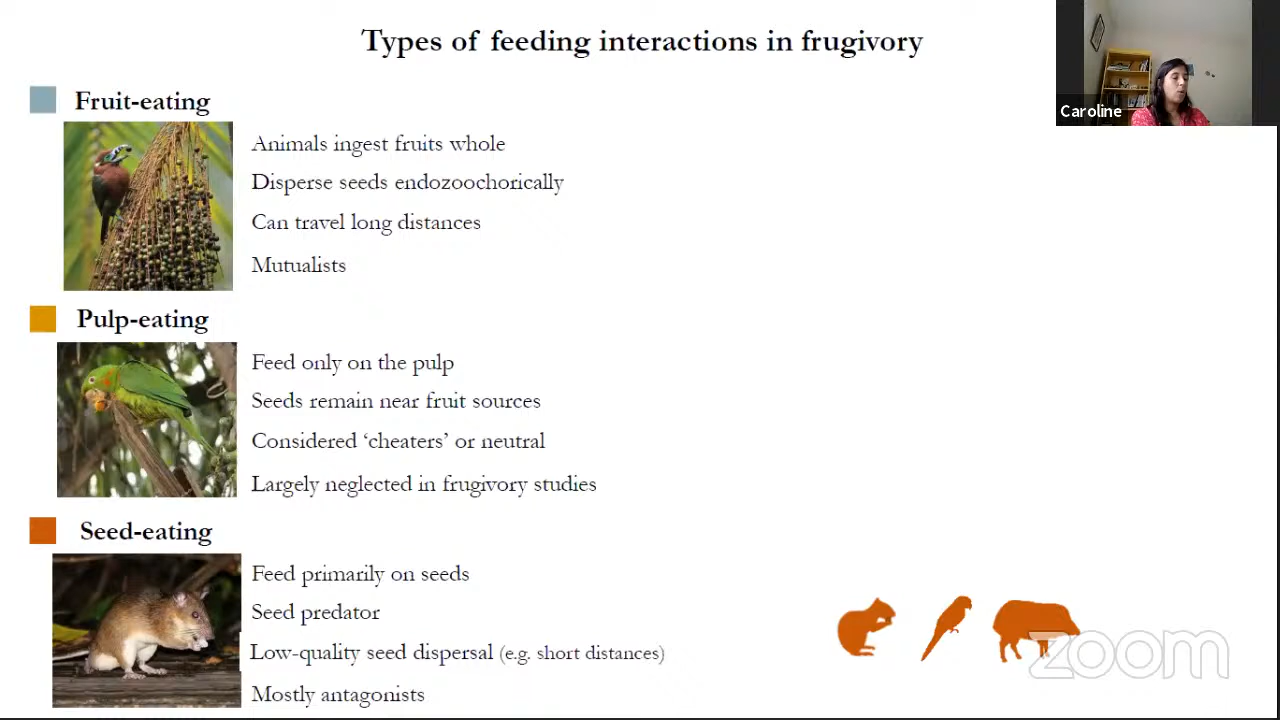 Types of feeding interactions in frugivory
Caroline
Fruit-eating
Animals ingest fruits whole
Disperse seeds endozoochorically
Can travel long distances
Mutualists
Pulp-eating
Feed only on the pulp
Seeds remain near fruit sources
Considered ‘cheaters’ or neutral
Largely neglected in frugivory studies
Seed-eating
Feed primarily on seeds
Seed predator
Low-quality seed dispersal (e.g. short distances)
Mostly antagonists
zoom